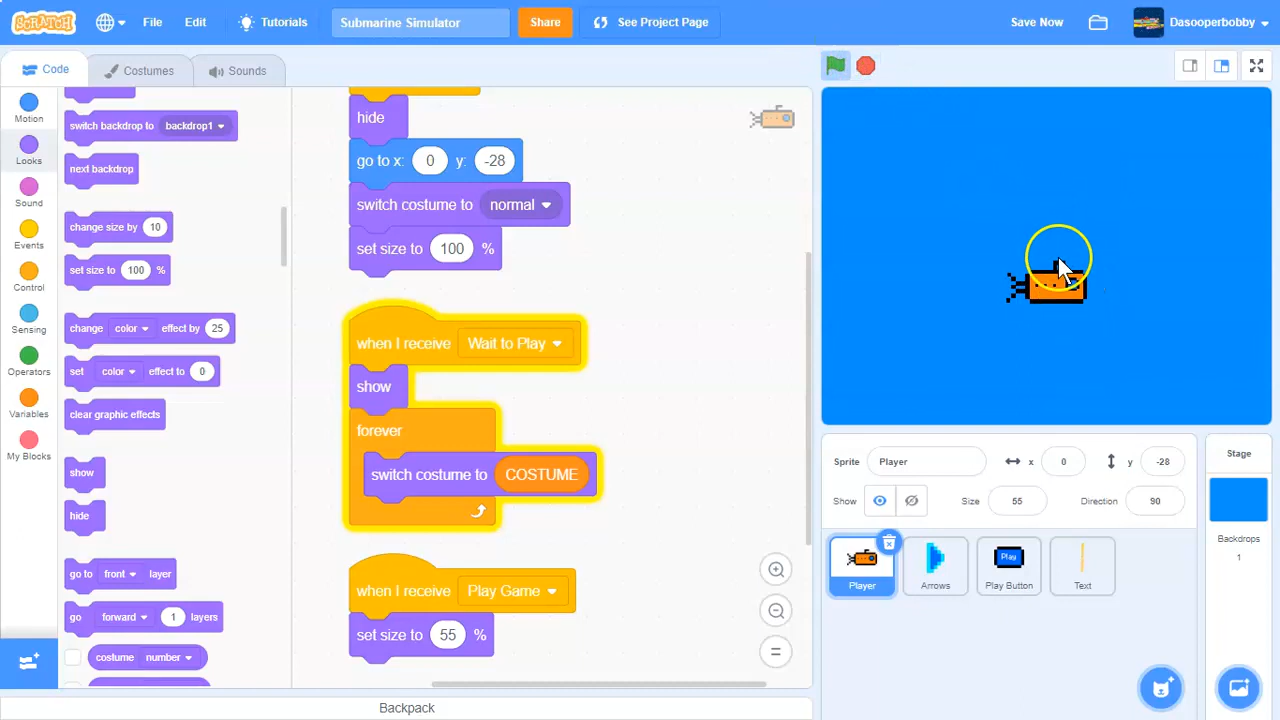 SCRATCH
File
Edit
Tutorials
Submarine Simulator
Share
See Project Page
Save Now
Dasooperbobby
Code
Costumes
Sounds
Motion
Looks
Sound
Events
Control
Sensing
Operators
Variables
My Blocks
switch backdrop to backdrop1
next backdrop
change size by 10
set size to 100 %
change color effect by 25
set color effect to 0
clear graphic effects
show
hide
go to front layer
go forward 1 layers
costume number
hide
go to x: 0 y: -28
switch costume to normal
set size to 100 %
when I receive Wait to Play
show
forever
switch costume to COSTUME
when I receive Play Game
set size to 55 %
Sprite Player x 0 y -28
Show Size 55 Direction 90
Player
Arrows
Play
Play Button
Text
Stage
Backdrops
1
Backpack